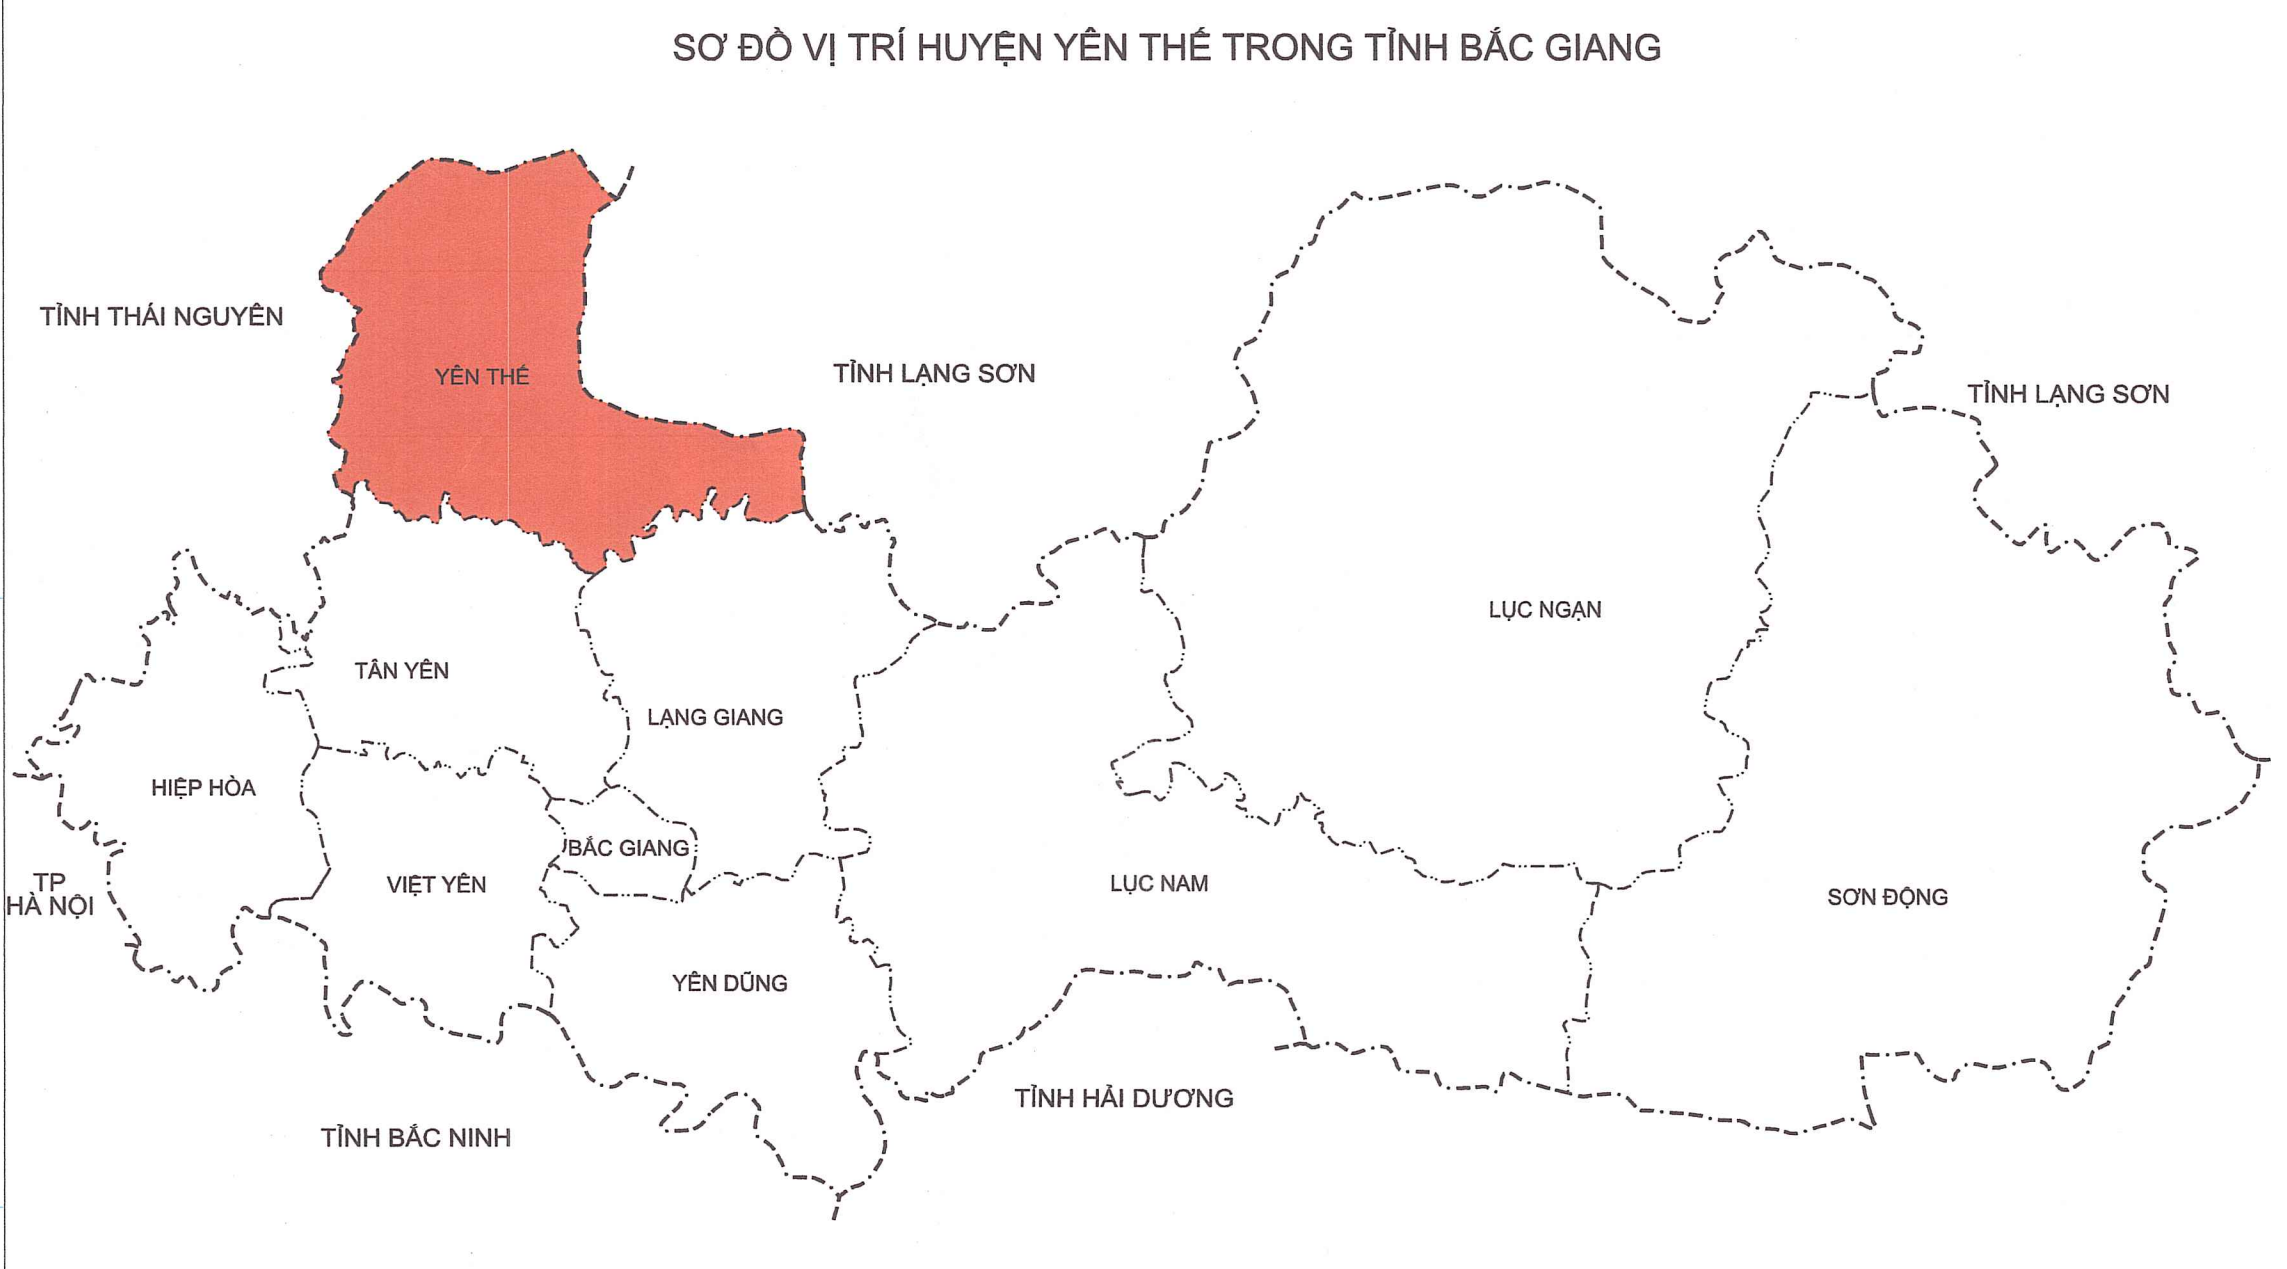 SƠ ĐỒ VỊ TRÍ HUYỆN YÊN THẾ TRONG TỈNH BẮC GIANG
TỈNH THÁI NGUYÊN
YÊN THẾ
TỈNH LẠNG SƠN
TỈNH LẠNG SƠN
LỤC NGẠN
TÂN YÊN
LẠNG GIANG
HIỆP HÒA
BẮC GIANG
TP
HÀ NỘI
VIỆT YÊN
LỤC NAM
SƠN ĐỘNG
YÊN DŨNG
TỈNH HẢI DƯƠNG
TỈNH BẮC NINH